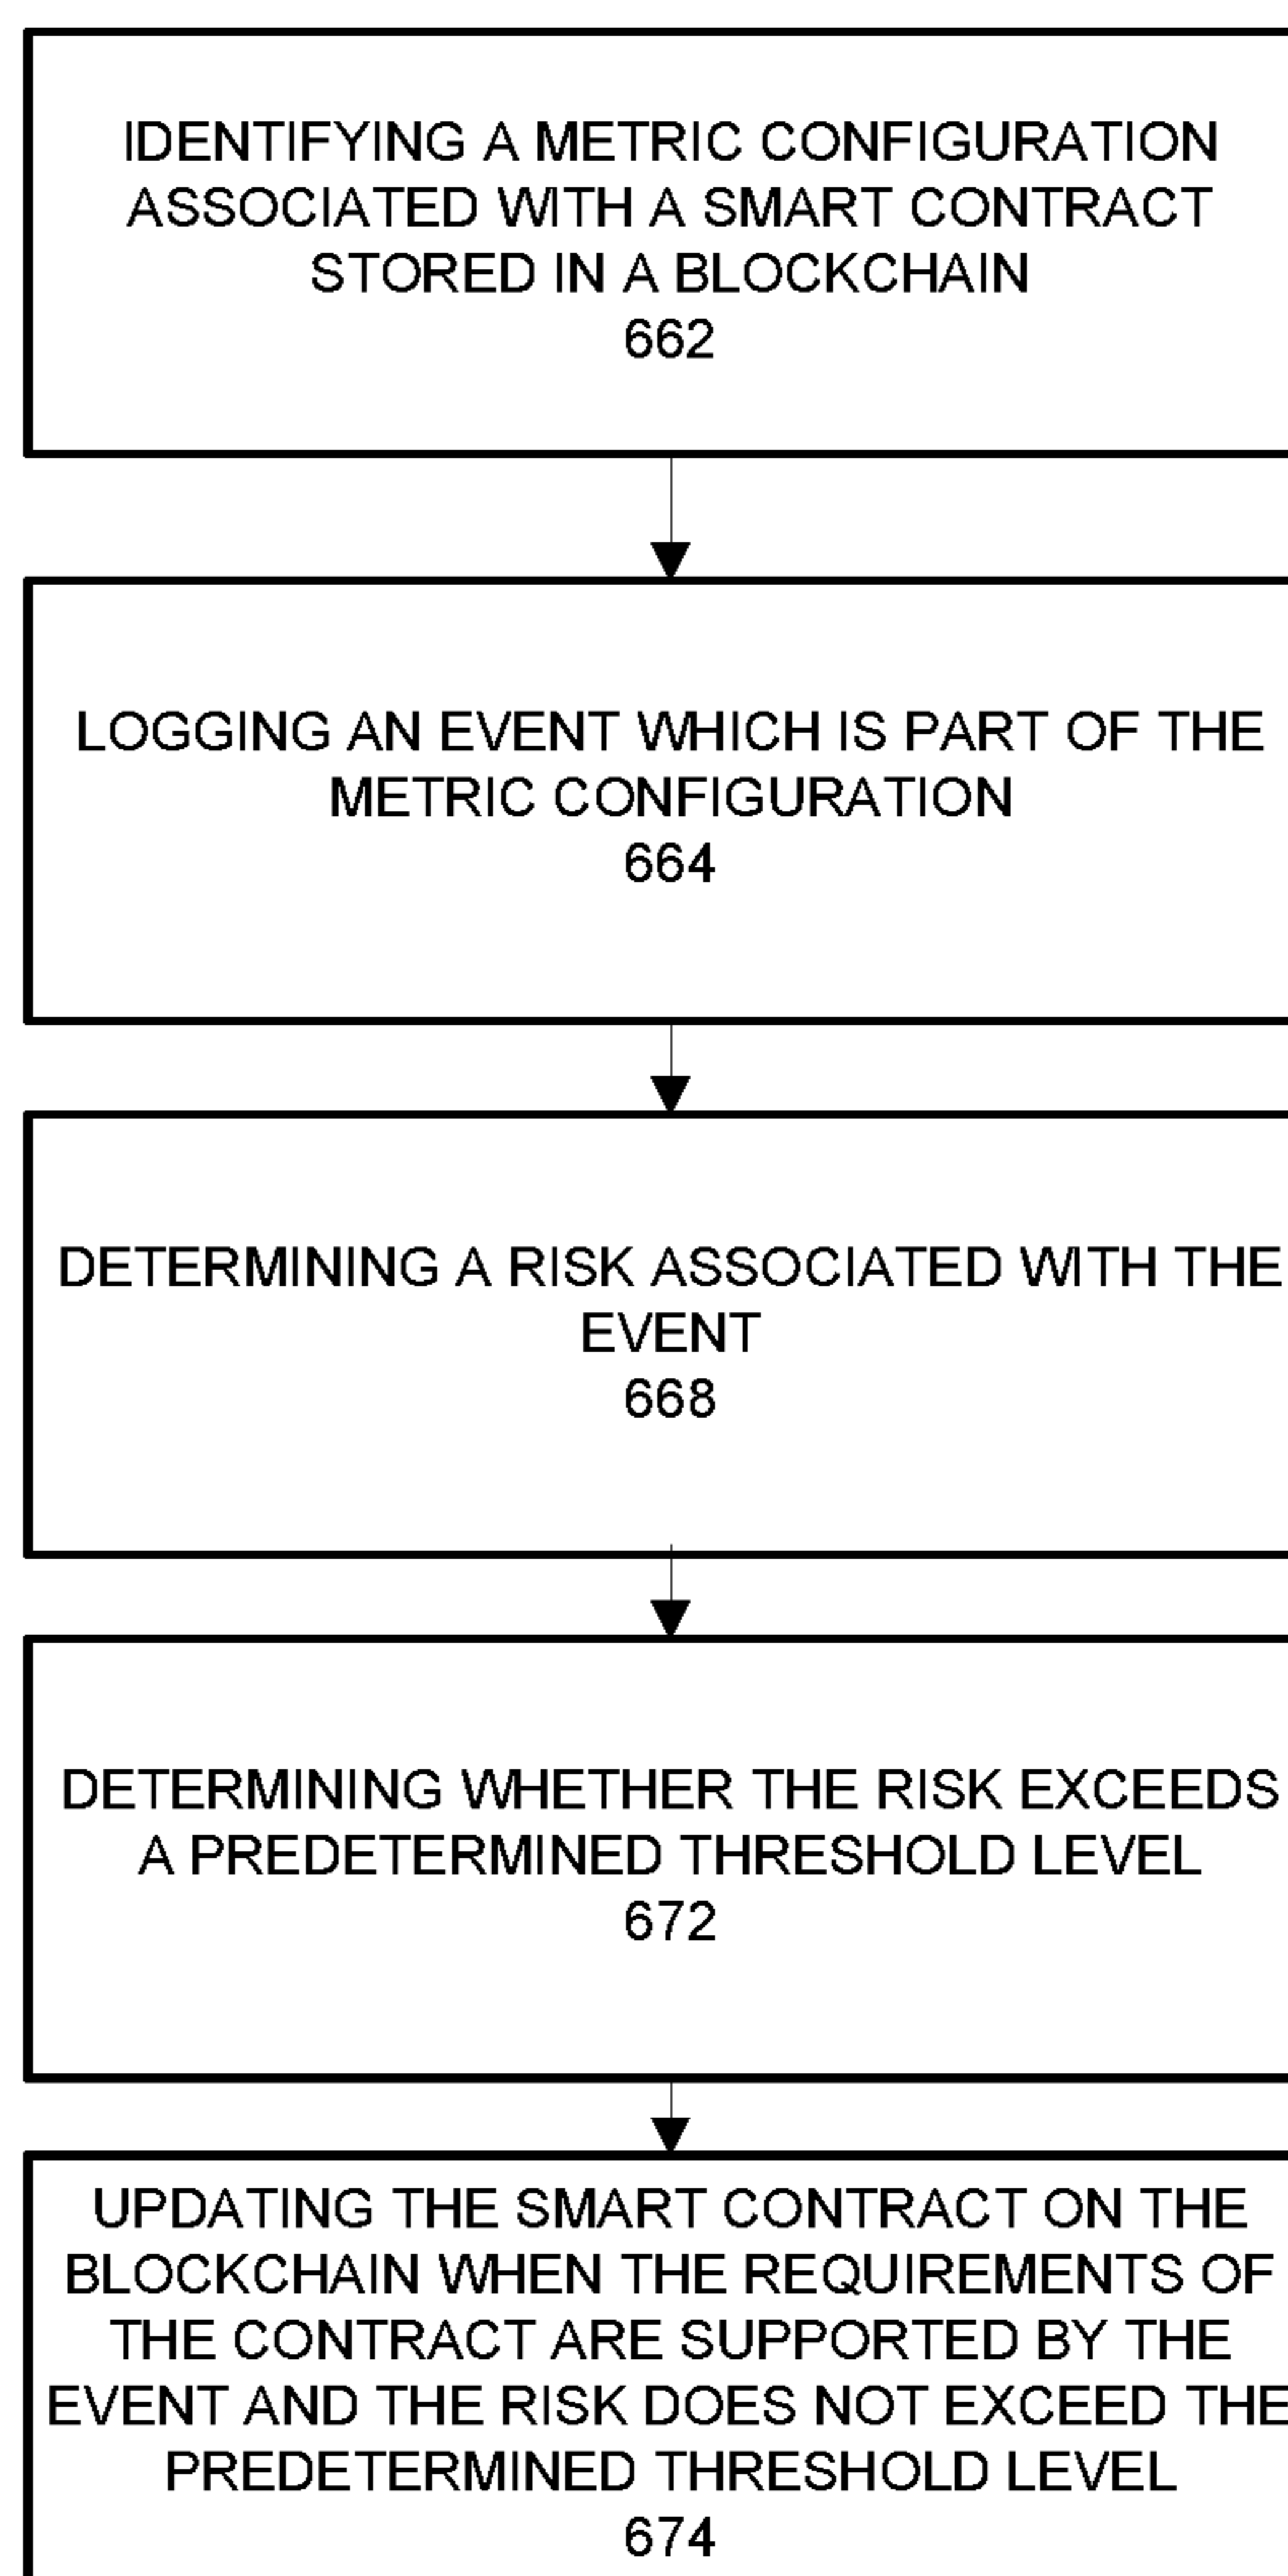 IDENTIFYING A METRIC CONFIGURATION
ASSOCIATED WITH A SMART CONTRACT
STORED IN A BLOCKCHAIN
662
LOGGING AN EVENT WHICH IS PART OF THE
METRIC CONFIGURATION
664
DETERMINING A RISK ASSOCIATED WITH THE
EVENT
668
DETERMINING WHETHER THE RISK EXCEEDS
A PREDETERMINED THRESHOLD LEVEL
672
UPDATING THE SMART CONTRACT ON THE
BLOCKCHAIN WHEN THE REQUIREMENTS OF
THE CONTRACT ARE SUPPORTED BY THE
EVENT AND THE RISK DOES NOT EXCEED THE
PREDETERMINED THRESHOLD LEVEL
674